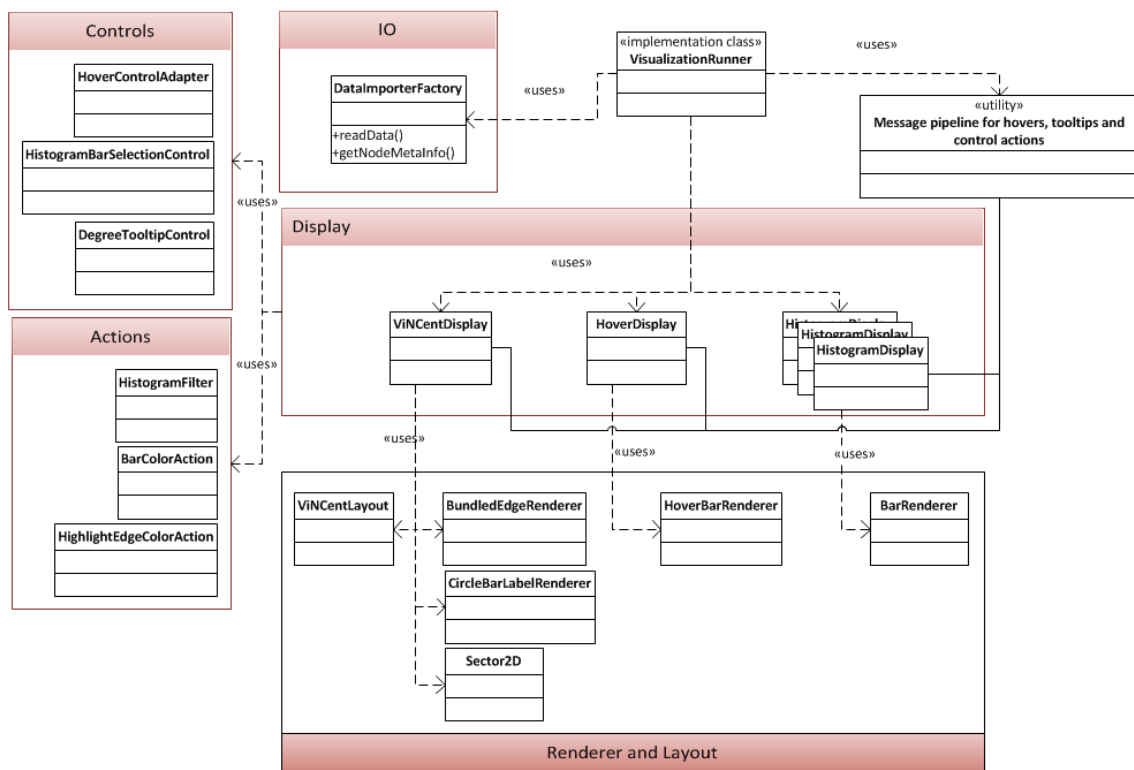 Controls
HoverControlAdapter
HistogramBarSelectionControl
DegreeTooltipControl
Actions
HistogramFilter
BarColorAction
HighlightEdgeColorAction
IO
DataImporterFactory
+readData()
+getNodeMetaInfo()
«uses»
«implementation class»
VisualizationRunner
«uses»
«utility»
Message pipeline for hovers, tooltips and
control actions
«uses»
«uses»
Display
«uses»
ViNCentDisplay
HoverDisplay
HistogramDisplay
HistogramDisplay
«uses»
«uses»
«uses»
ViNCentLayout
BundledEdgeRenderer
HoverBarRenderer
BarRenderer
CircleBarLabelRenderer
Sector2D
Renderer and Layout